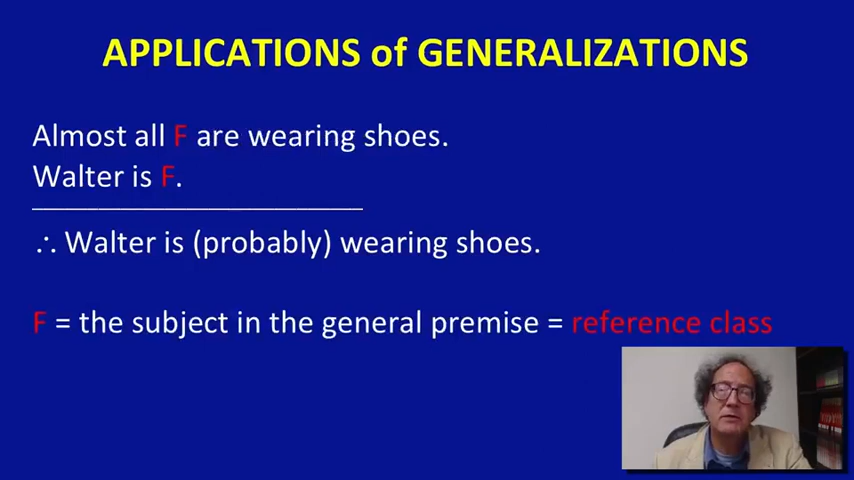 APPLICATIONS of GENERALIZATIONS
Almost all F are wearing shoes.
Walter is F.
∴ Walter is (probably) wearing shoes.
F = the subject in the general premise = reference class